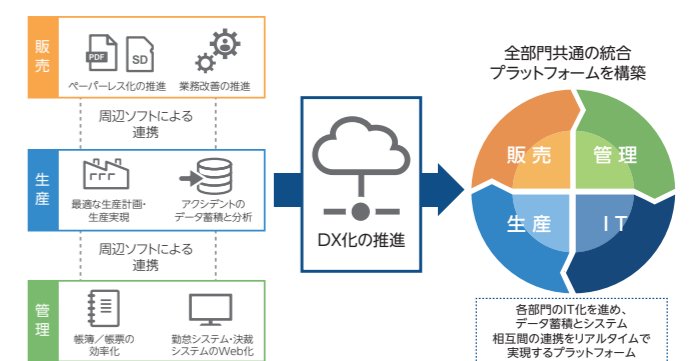 販売
PDF
SD
ペーパーレス化の推進
業務改善の推進
周辺ソフトによる
連携
生産
最適な生産計画・
生産実現
アクシデントの
データ蓄積と分析
周辺ソフトによる
連携
管理
帳簿／帳票の
効率化
勤怠システム・決裁
システムのWeb化
DX化の推進
全部門共通の統合
プラットフォームを構築
販売
管理
生産
IT
各部門のIT化を進め、
データ蓄積とシステム
相互間の連携をリアルタイムで
実現するプラットフォーム